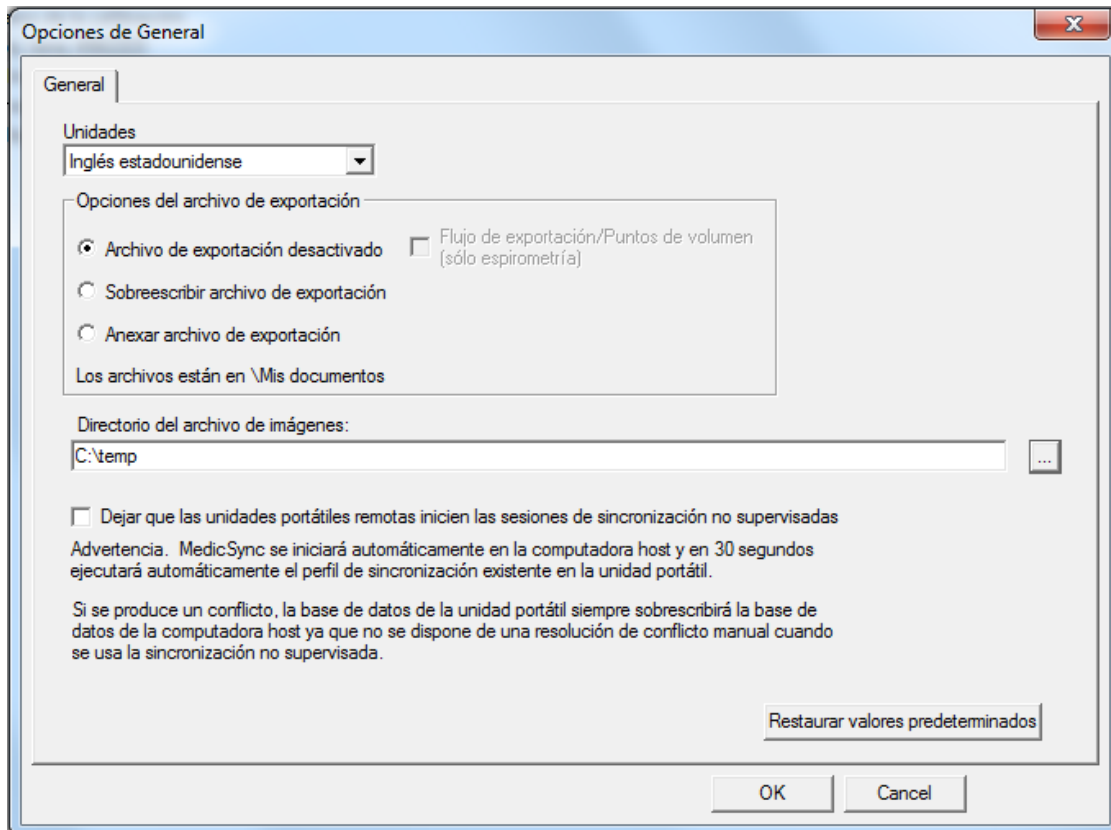 Opciones de General
General
Unidades
Inglés estadounidense
Opciones del archivo de exportación
Archivo de exportación desactivado
Flujo de exportación/Puntos de volumen
(sólo espirometría)
Sobreescribir archivo de exportación
Anexar archivo de exportación
Los archivos están en \Mis documentos
Directorio del archivo de imágenes:
C:\temp
...
Dejar que las unidades portátiles remotas inicien las sesiones de sincronización no supervisadas
Advertencia.  MedicSync se iniciará automáticamente en la computadora host y en 30 segundos
ejecutará automáticamente el perfil de sincronización existente en la unidad portátil.
Si se produce un conflicto, la base de datos de la unidad portátil siempre sobrescribirá la base de
datos de la computadora host ya que no se dispone de una resolución de conflicto manual cuando
se usa la sincronización no supervisada.
Restaurar valores predeterminados
OK
Cancel